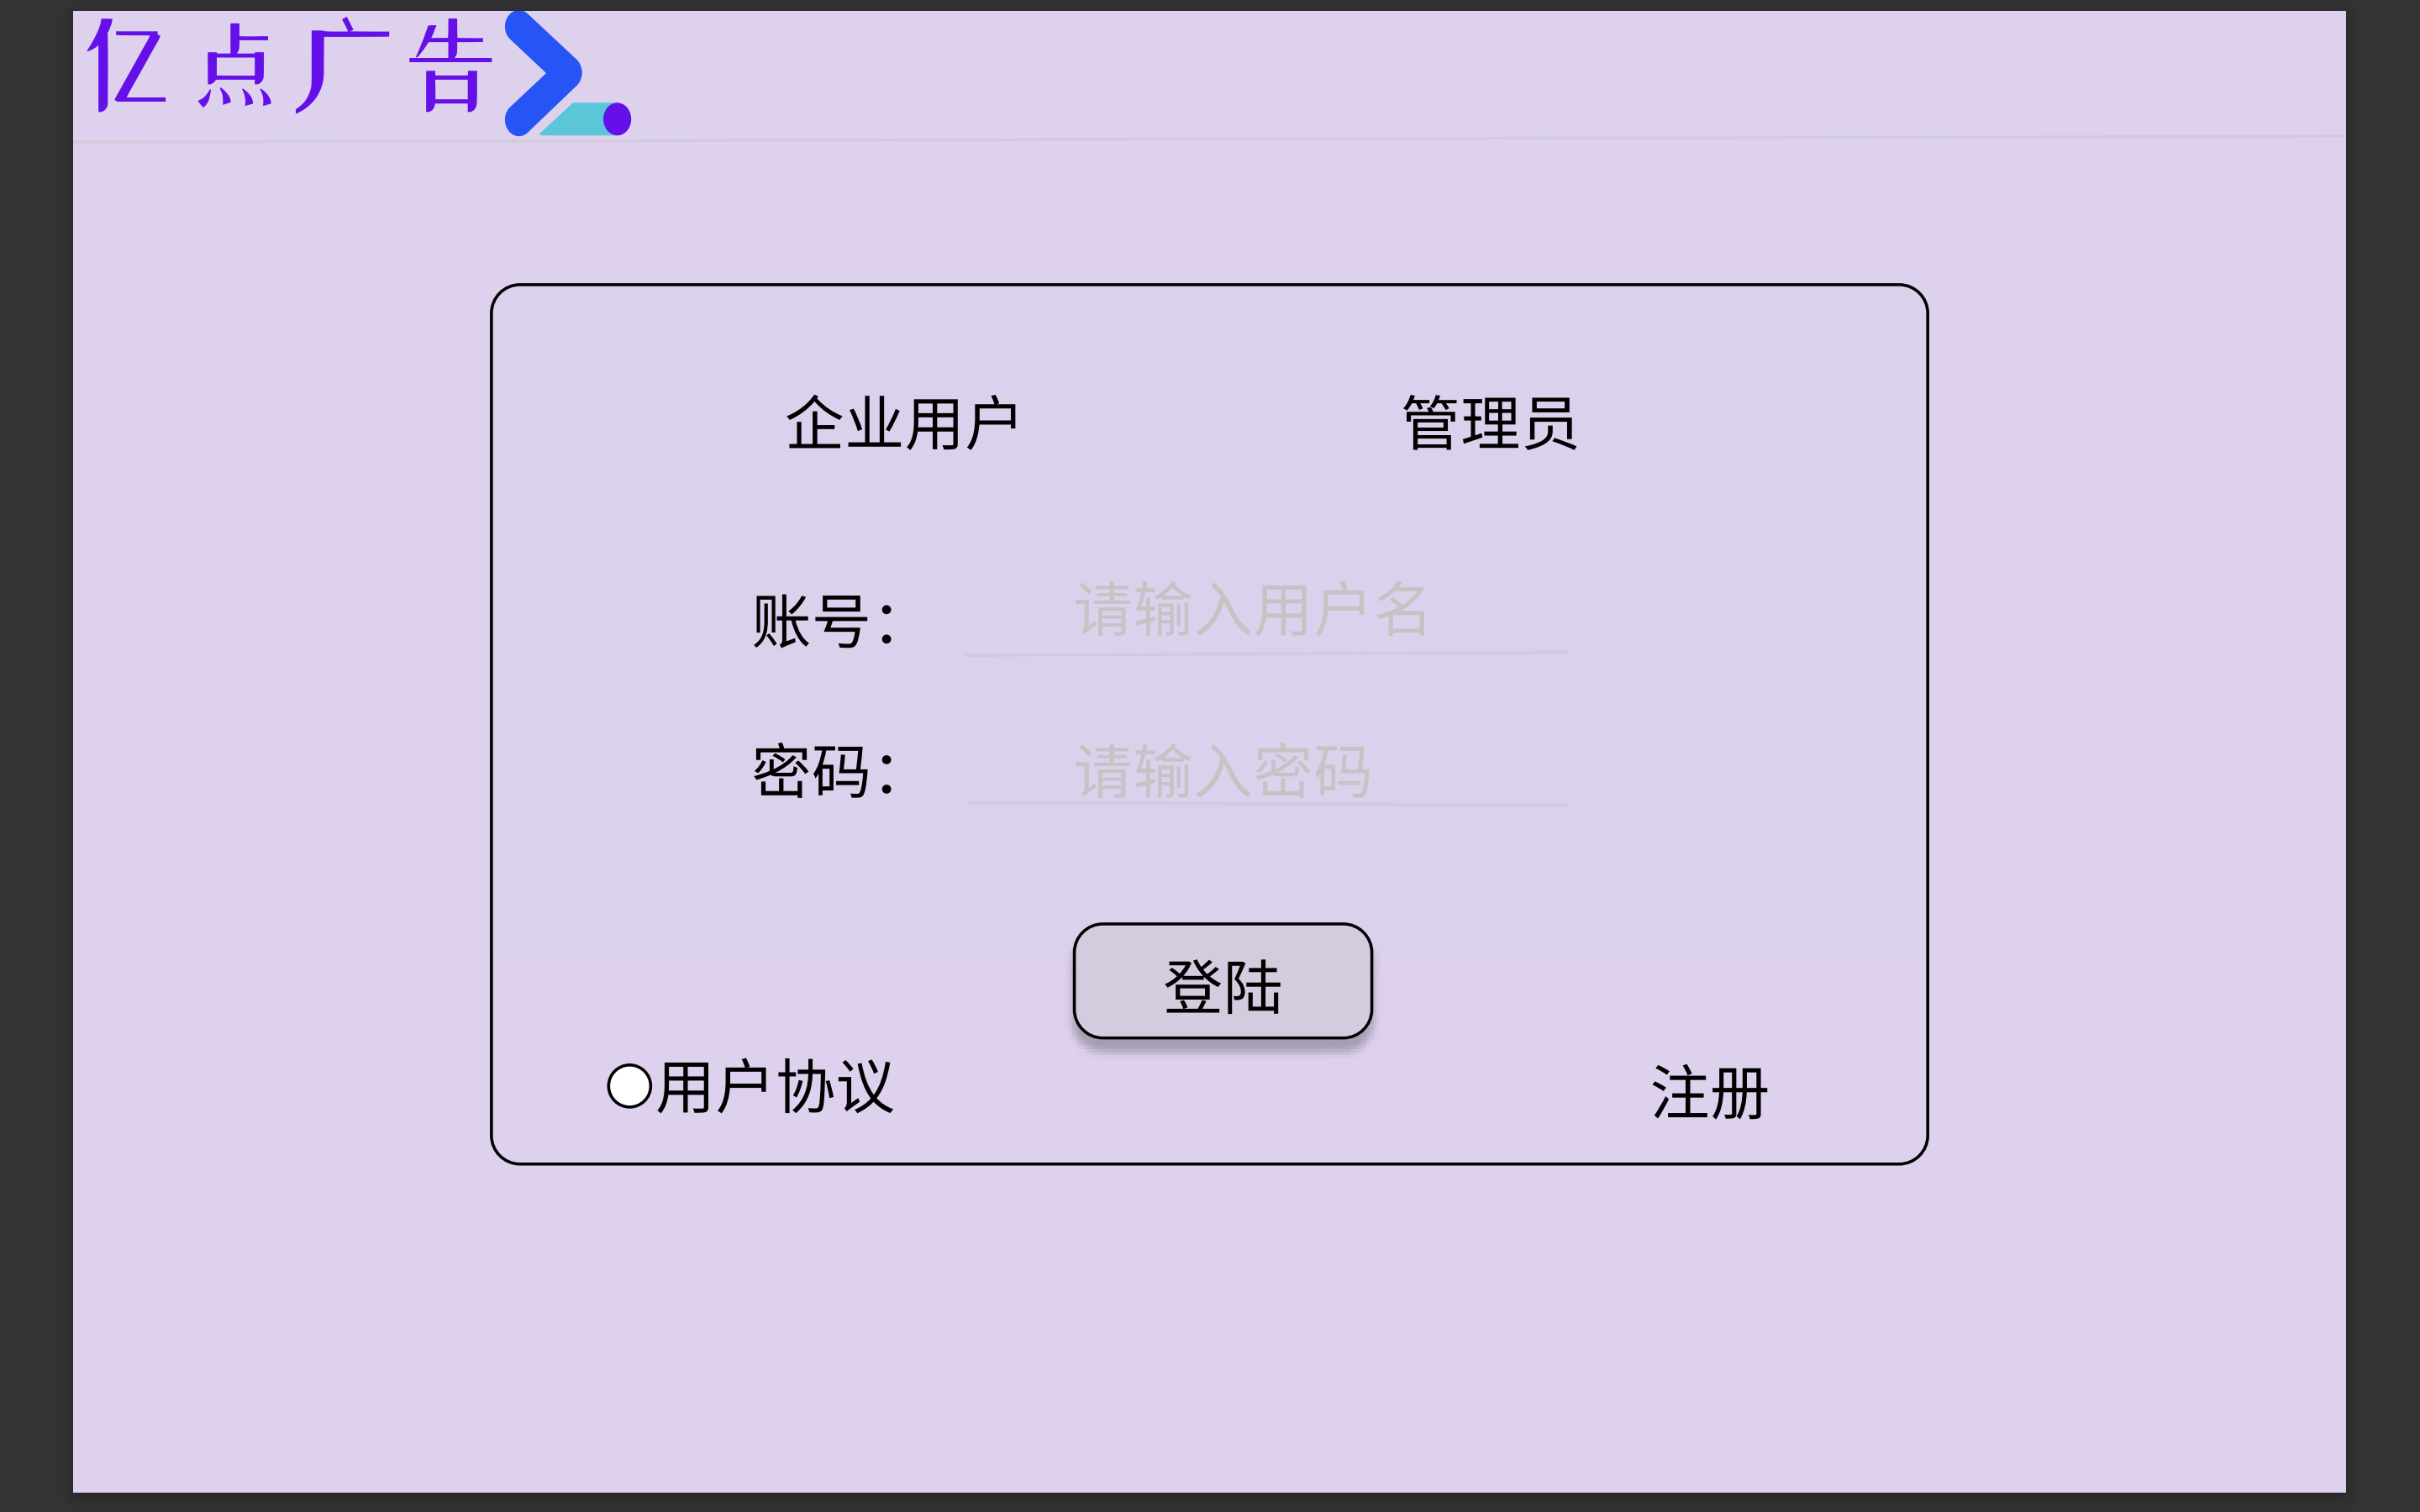 亿点广告
企业用户 管理员
账号： 请输入用户名
密码： 请输入密码
登陆
用户协议 注册